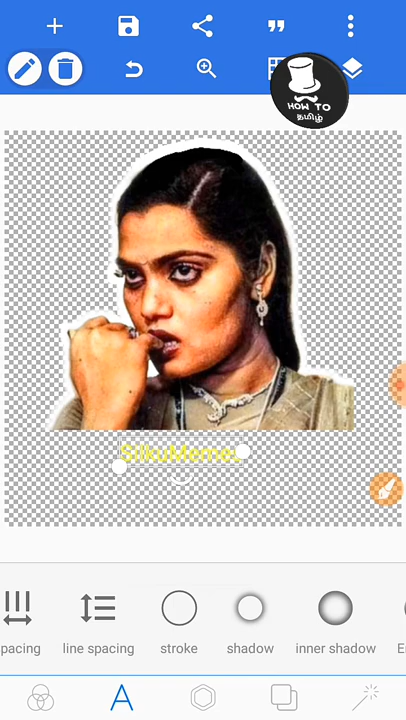 HOW TO
தமிழ்
SilkuMemes
spacing
line spacing
stroke
shadow
inner shadow